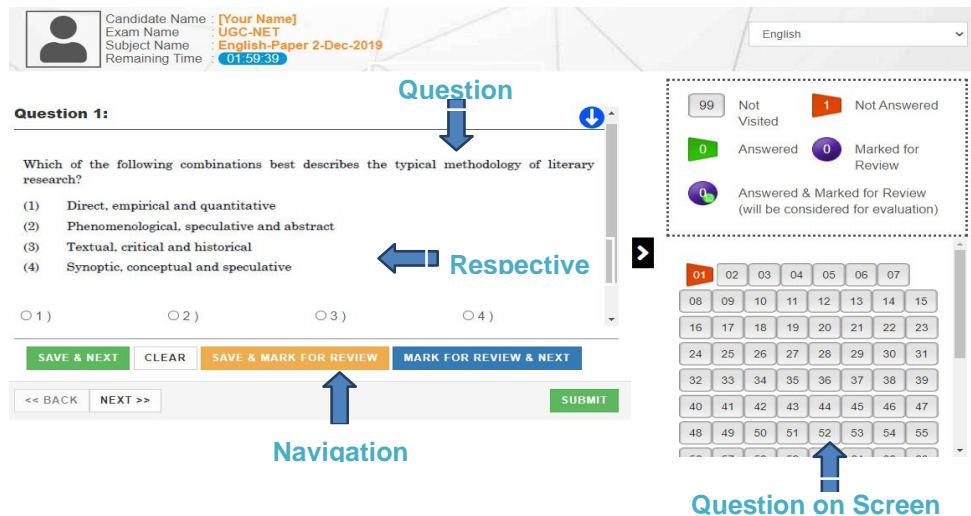 Candidate Name : [Your Name]
Exam Name : UGC-NET
Subject Name : English-Paper 2-Dec-2019
Remaining Time : 01:59:39
English
Question
Question 1:
Which of the following combinations best describes the typical methodology of literary
research?
(1) Direct, empirical and quantitative
(2) Phenomenological, speculative and abstract
(3) Textual, critical and historical
(4) Synoptic, conceptual and speculative
Respective
1 ) 2 ) 3 ) 4 )
SAVE & NEXT CLEAR SAVE & MARK FOR REVIEW MARK FOR REVIEW & NEXT
<< BACK NEXT >> SUBMIT
Navigation
99 Not Visited 1 Not Answered
0 Answered 0 Marked for Review
0 Answered & Marked for Review
(will be considered for evaluation)
01 02 03 04 05 06 07
08 09 10 11 12 13 14 15
16 17 18 19 20 21 22 23
24 25 26 27 28 29 30 31
32 33 34 35 36 37 38 39
40 41 42 43 44 45 46 47
48 49 50 51 52 53 54 55
Question on Screen